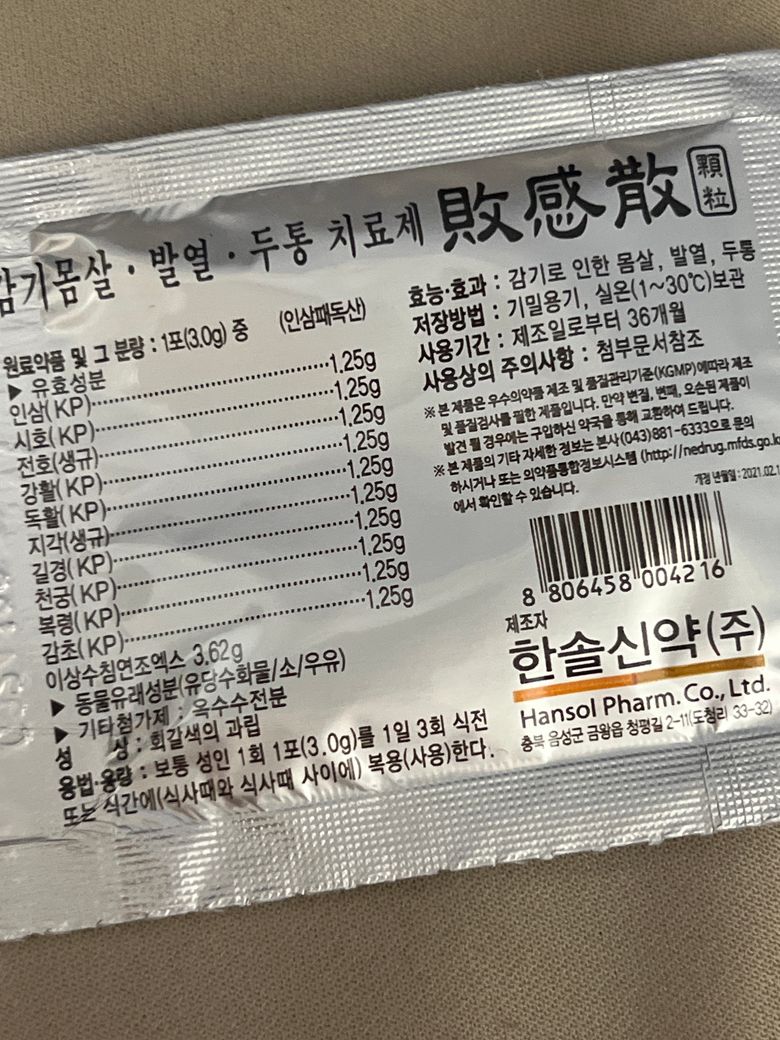 감기몸살·발열·두통 치료제 敗感散 顆粒
원료약품 및 그 분량 : 1포(3.0g) 중 (인삼패독산)
▶ 유효성분
인삼(KP)····1.25g
시호(KP)····1.25g
전호(생규)····1.25g
강활(KP)····1.25g
독활(KP)····1.25g
지각(생규)····1.25g
길경(KP)····1.25g
천궁(KP)····1.25g
복령(KP)····1.25g
감초(KP)····1.25g
이상수침연조엑스 3.62g
▶ 동물유래성분(유당수화물/소/우유)
▶ 기타첨가제 : 옥수수전분
성 상 : 회갈색의 과립
용법·용량 : 보통 성인 1회 1포(3.0g)를 1일 3회 식전
또는 식간에(식사때와 식사때 사이에) 복용(사용)한다.
효능·효과 : 감기로 인한 몸살, 발열, 두통
저장방법 : 기밀용기, 실온(1~30℃)보관
사용기간 : 제조일로부터 36개월
사용상의 주의사항 : 첨부문서참조
※ 본 제품은 우수의약품 제조 및 품질관리기준(KGMP)에따라 제조
및 품질검사를 필한 제품입니다. 만약 변질, 변패, 오손된 제품이
발견 될 경우에는 구입하신 약국을 통해 교환하여 드립니다.
※ 본 제품의 기타 자세한 정보는 본사(043)881-6333으로 문의
하시거나 또는 의약품통합정보시스템 (http://nedrug.mfds.go.k
에서 확인할 수 있습니다.
개정 년월일 : 2021.02.1
8 806458 004216
제조자
한솔신약(주)
Hansol Pharm. Co., Ltd.
충북 음성군 금왕읍 청평길 2-11(도청리 33-32)